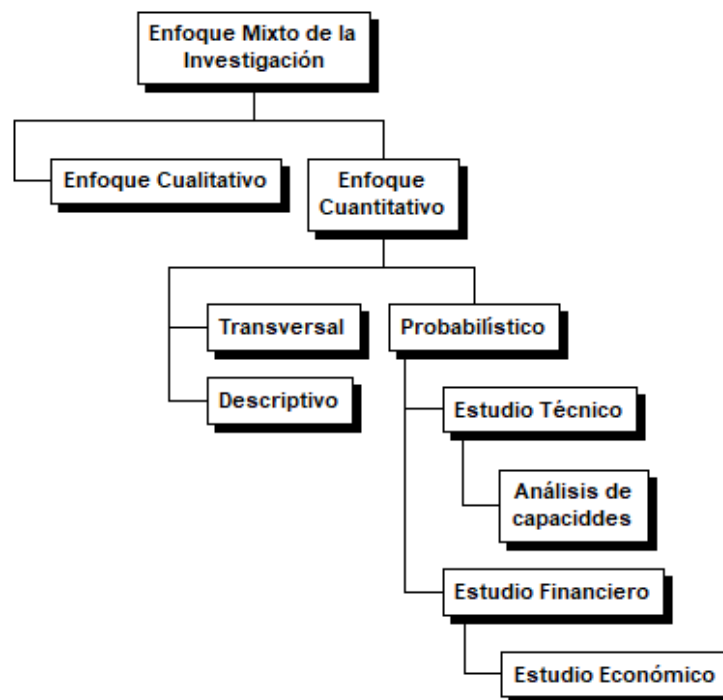 Enfoque Mixto de la
Investigación
Enfoque Cualitativo
Enfoque
Cuantitativo
Transversal
Probabilístico
Descriptivo
Estudio Técnico
Análisis de
capaciddes
Estudio Financiero
Estudio Económico